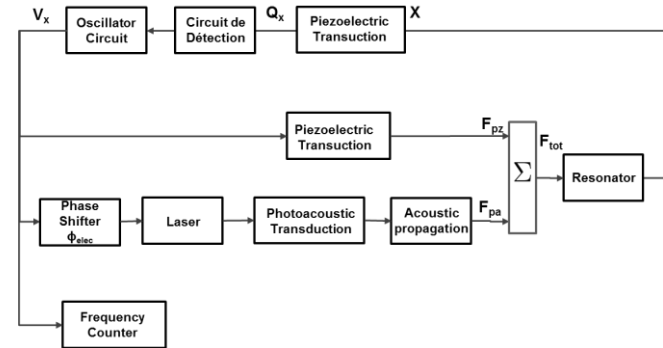 Vx
Oscillator
Circuit
Circuit de
Détection
Qx
Piezoelectric
Transuction
X
Piezoelectric
Transuction
Fpz
Ftot
∑
Resonator
Phase
Shifter
ϕelec
Laser
Photoacoustic
Transduction
Acoustic
propagation
Fpa
Frequency
Counter